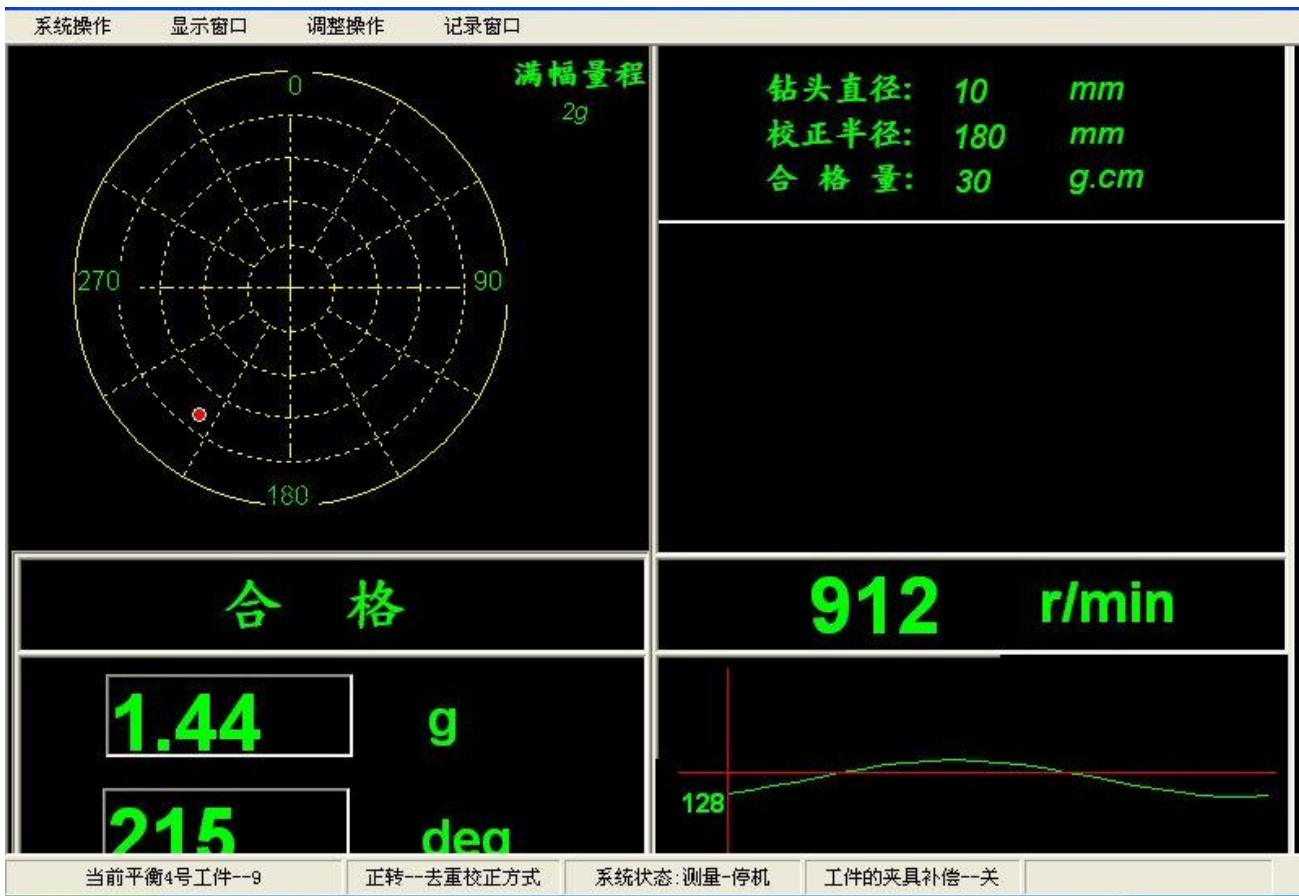 系统操作 显示窗口 调整操作 记录窗口
满幅量程
2g
0
270 90
180
钻头直径: 10 mm
校正半径: 180 mm
合格量: 30 g.cm
合 格
912 r/min
1.44 g
215 deg
128
当前平衡4号工件--9 正转--去重校正方式 系统状态:测量-停机 工件的夹具补偿--关